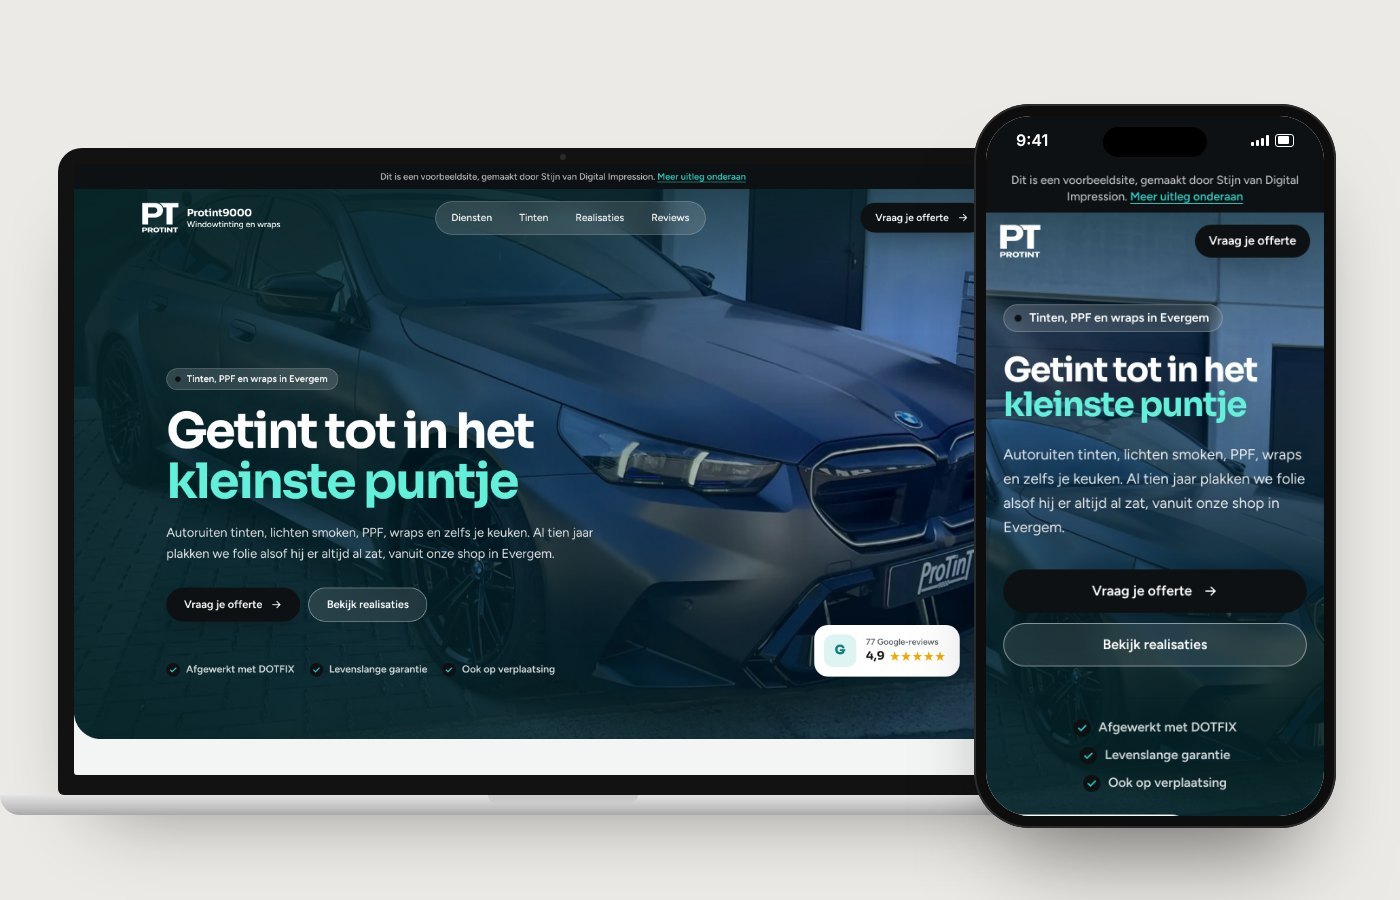 Dit is een voorbeeldsite, gemaakt door Stijn van Digital Impression. Meer uitleg onderaan
PT
PROTINT
Protint9000
Windowtinting en wraps
Diensten
Tinten
Realisaties
Reviews
Vraag je offerte →
Tinten, PPF en wraps in Evergem
Getint tot in het
kleinste puntje
Autoruiten tinten, lichten smoken, PPF, wraps en zelfs je keuken. Al tien jaar
plakken we folie alsof hij er altijd al zat, vanuit onze shop in Evergem.
Vraag je offerte →
Bekijk realisaties
Afgewerkt met DOTFIX
Levenslange garantie
Ook op verplaatsing
ProTinT
G
77 Google-reviews
4,9 ★★★★★
9:41
Dit is een voorbeeldsite, gemaakt door Stijn van Digital
Impression. Meer uitleg onderaan
PT
PROTINT
Vraag je offerte
Tinten, PPF en wraps in Evergem
Getint tot in het
kleinste puntje
Autoruiten tinten, lichten smoken, PPF, wraps
en zelfs je keuken. Al tien jaar plakken we folie
alsof hij er altijd al zat, vanuit onze shop in
Evergem.
Vraag je offerte →
Bekijk realisaties
Afgewerkt met DOTFIX
Levenslange garantie
Ook op verplaatsing